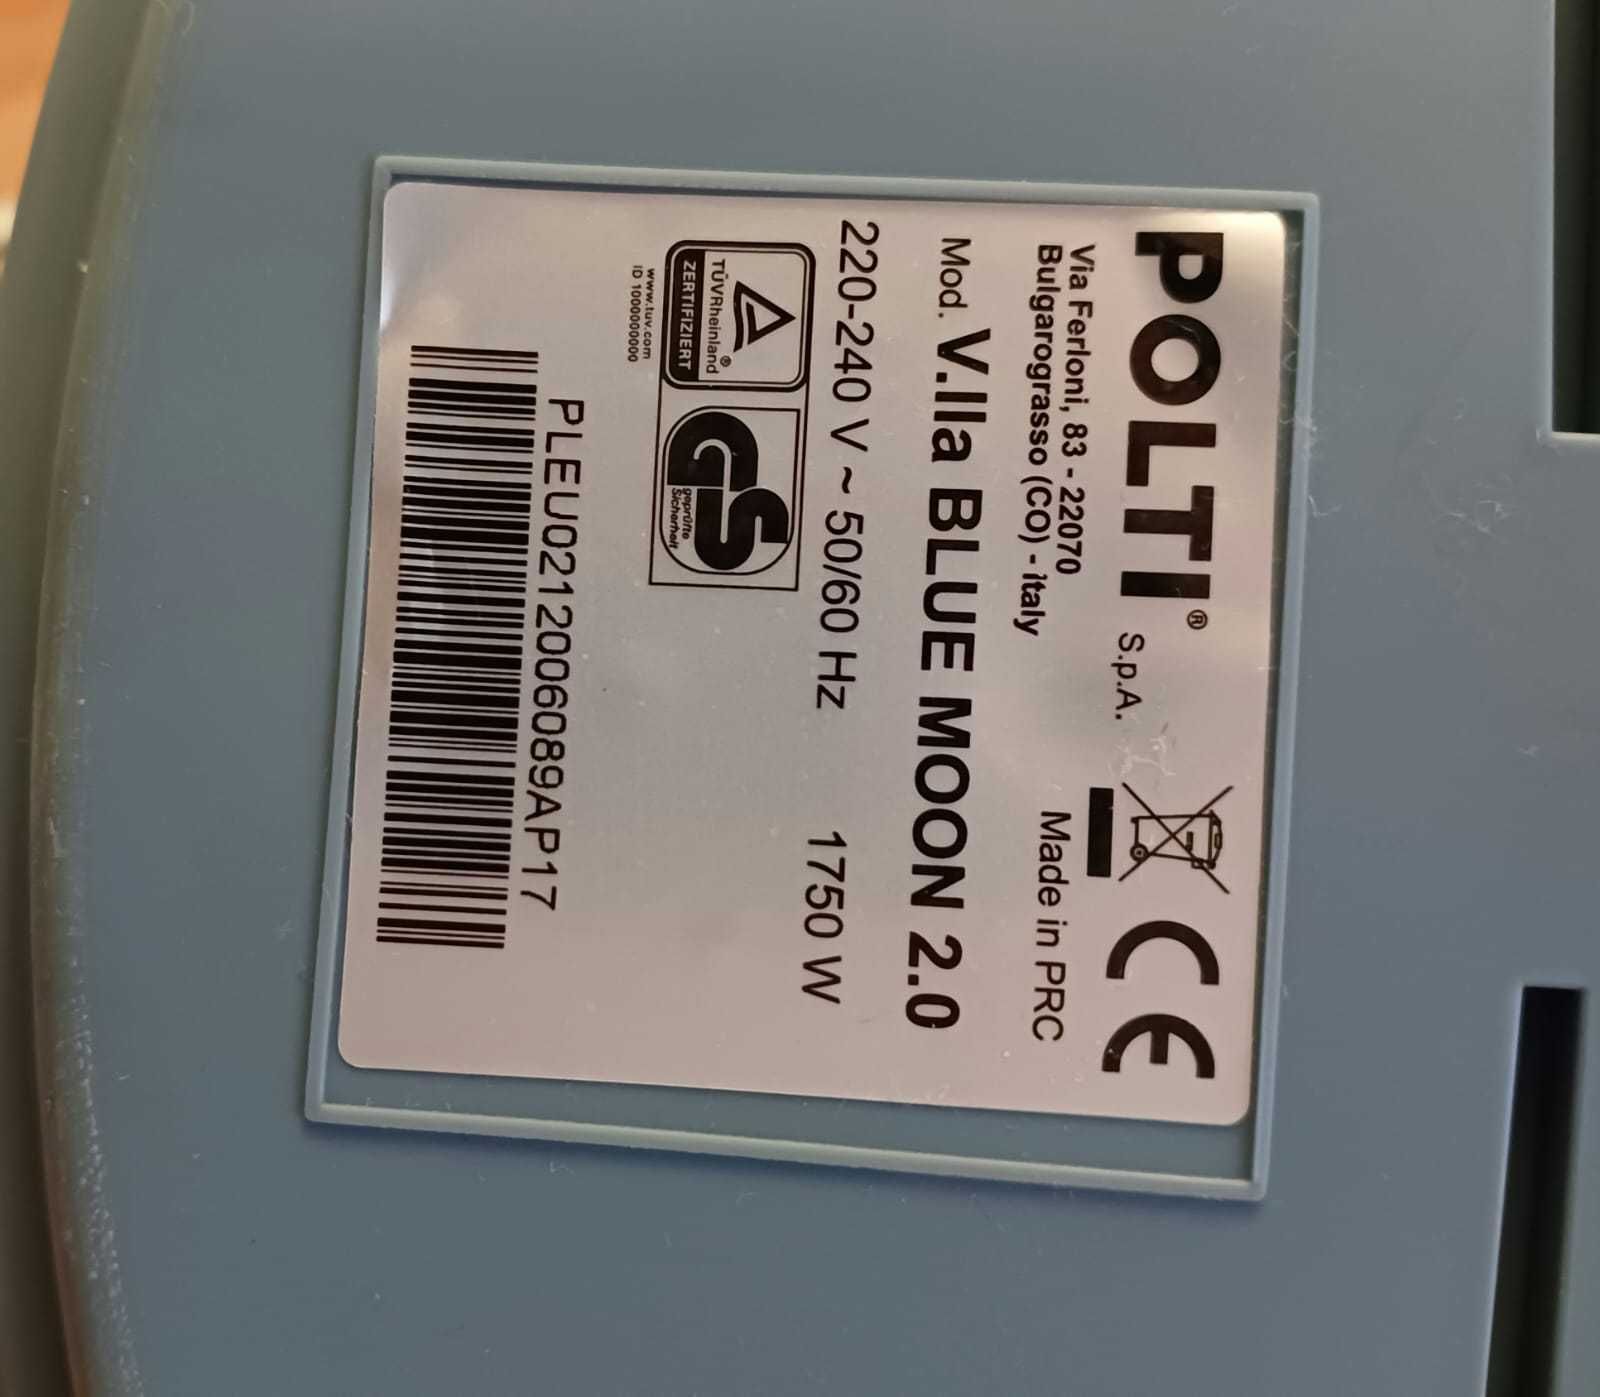 POLTI® S.p.A.
Via Ferloni, 83 - 22070
Bulgarograsso (CO) - italy
Made in PRC
CE
Mod. V.lla BLUE MOON 2.0
220-240 V ~ 50/60 Hz 1750 W
TÜVRheinland®
ZERTIFIZIERT
GS
geprüfte
Sicherheit
www.tuv.com
ID 1000000000
PLEU0212006089AP17